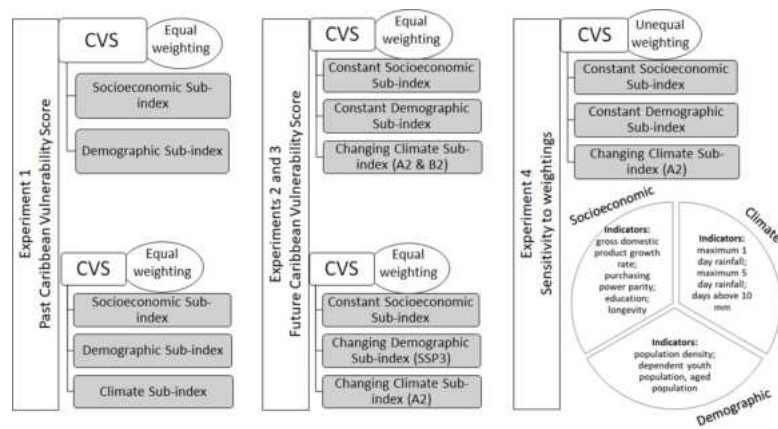 Experiment 1
Past Caribbean Vulnerability Score
CVS
Equal
weighting
Socioeconomic Sub-
index
Demographic Sub-index
CVS
Equal
weighting
Socioeconomic Sub-
index
Demographic Sub-index
Climate Sub-index
Experiments 2 and 3
Future Caribbean Vulnerability Score
CVS
Equal
weighting
Constant Socioeconomic
Sub-index
Constant Demographic
Sub-index
Changing Climate Sub-
index (A2 & B2)
CVS
Equal
weighting
Constant Socioeconomic
Sub-index
Changing Demographic
Sub-index (SSP3)
Changing Climate Sub-
index (A2)
Experiment 4
Sensitivity to weightings
CVS
Unequal
weighting
Constant Socioeconomic
Sub-index
Constant Demographic
Sub-index
Changing Climate Sub-
index (A2)
Socioeconomic
Indicators:
gross domestic
product growth
rate;
purchasing
power parity;
education;
longevity
Climate
Indicators:
maximum 1
day rainfall;
maximum 5
day rainfall;
days above 10
mm
Indicators:
population density;
dependent youth
population, aged
population
Demographic